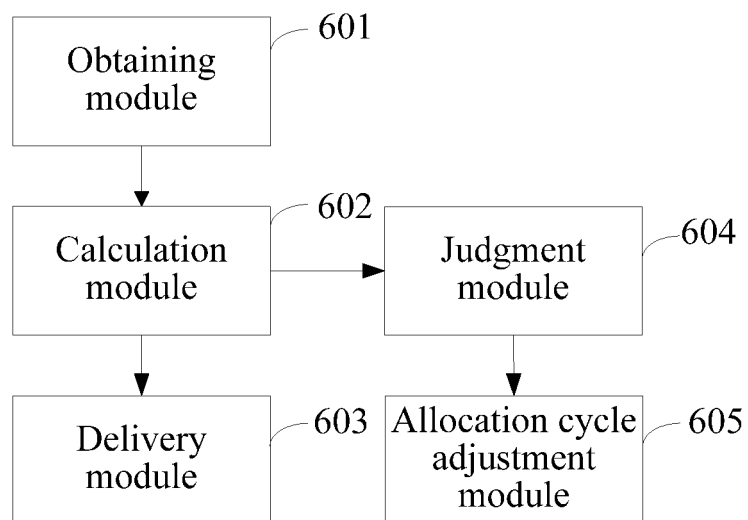 601
Obtaining
module
602
Calculation
module
604
Judgment
module
603
Delivery
module
605
Allocation cycle
adjustment
module